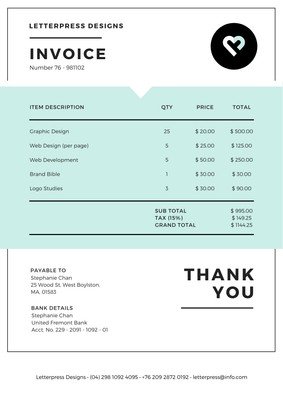 LETTERPRESS DESIGNS
INVOICE
Number 76 - 981102
ITEM DESCRIPTION QTY PRICE TOTAL
Graphic Design 25 $ 20.00 $ 500.00
Web Design (per page) 5 $ 25.00 $ 125.00
Web Development 5 $ 50.00 $ 250.00
Brand Bible 1 $ 30.00 $ 30.00
Logo Studies 3 $ 30.00 $ 90.00
SUB TOTAL $ 995.00
TAX (15%) $ 149.25
GRAND TOTAL $ 1144.25
PAYABLE TO
Stephanie Chan
25 Wood St. West Boylston.
MA. 01583
THANK
YOU
BANK DETAILS
Stephanie Chan
United Fremont Bank
Acct. No. 229 - 2091 - 1092 - 01
Letterpress Designs - (04) 298 1092 4095 - +76 209 2872 0192 - letterpress@info.com